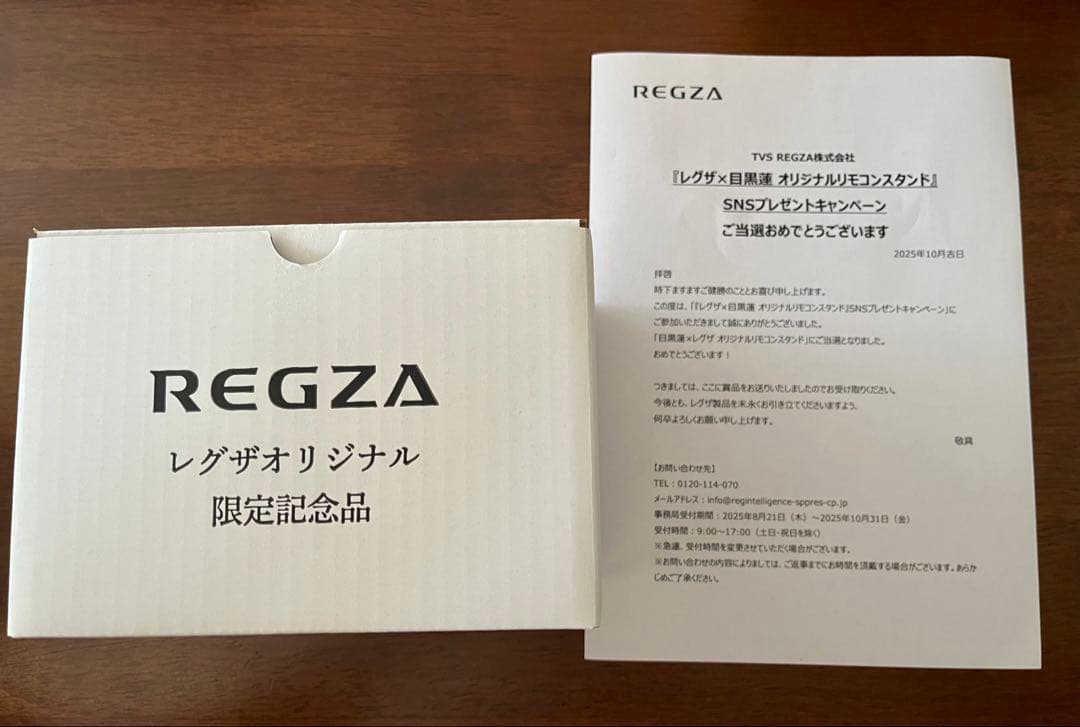 REGZA
レグザオリジナル
限定記念品
REGZA
TVS REGZA株式会社
『レグザ×目黒蓮 オリジナルリモコンスタンド』
SNSプレゼントキャンペーン
ご当選おめでとうございます
2025年10月吉日
拝啓
時下ますますご健勝のこととお喜び申し上げます。
この度は、「『レグザ×目黒蓮 オリジナルリモコンスタンド』SNSプレゼントキャンペーン」に
ご参加いただきまして誠にありがとうございました。
「目黒蓮×レグザ オリジナルリモコンスタンド」にご当選となりました。
おめでとうございます！
つきましては、ここに賞品をお送りいたしましたのでお受け取りください。
今後とも、レグザ製品を末永くお引き立てくださいますよう、
何卒よろしくお願い申し上げます。
敬具
【お問い合わせ先】
TEL：0120-114-070
メールアドレス：info@regintelligence-sppres-cp.jp
事務局受付期間：2025年8月21日（木）～2025年10月31日（金）
受付時間：9:00～17:00（土日・祝日を除く）
※急遽、受付時間を変更させていただく場合がございます。
※お問い合わせの内容によりましては、ご返事までにお時間を頂戴する場合がございます。あらか
じめご了承ください。